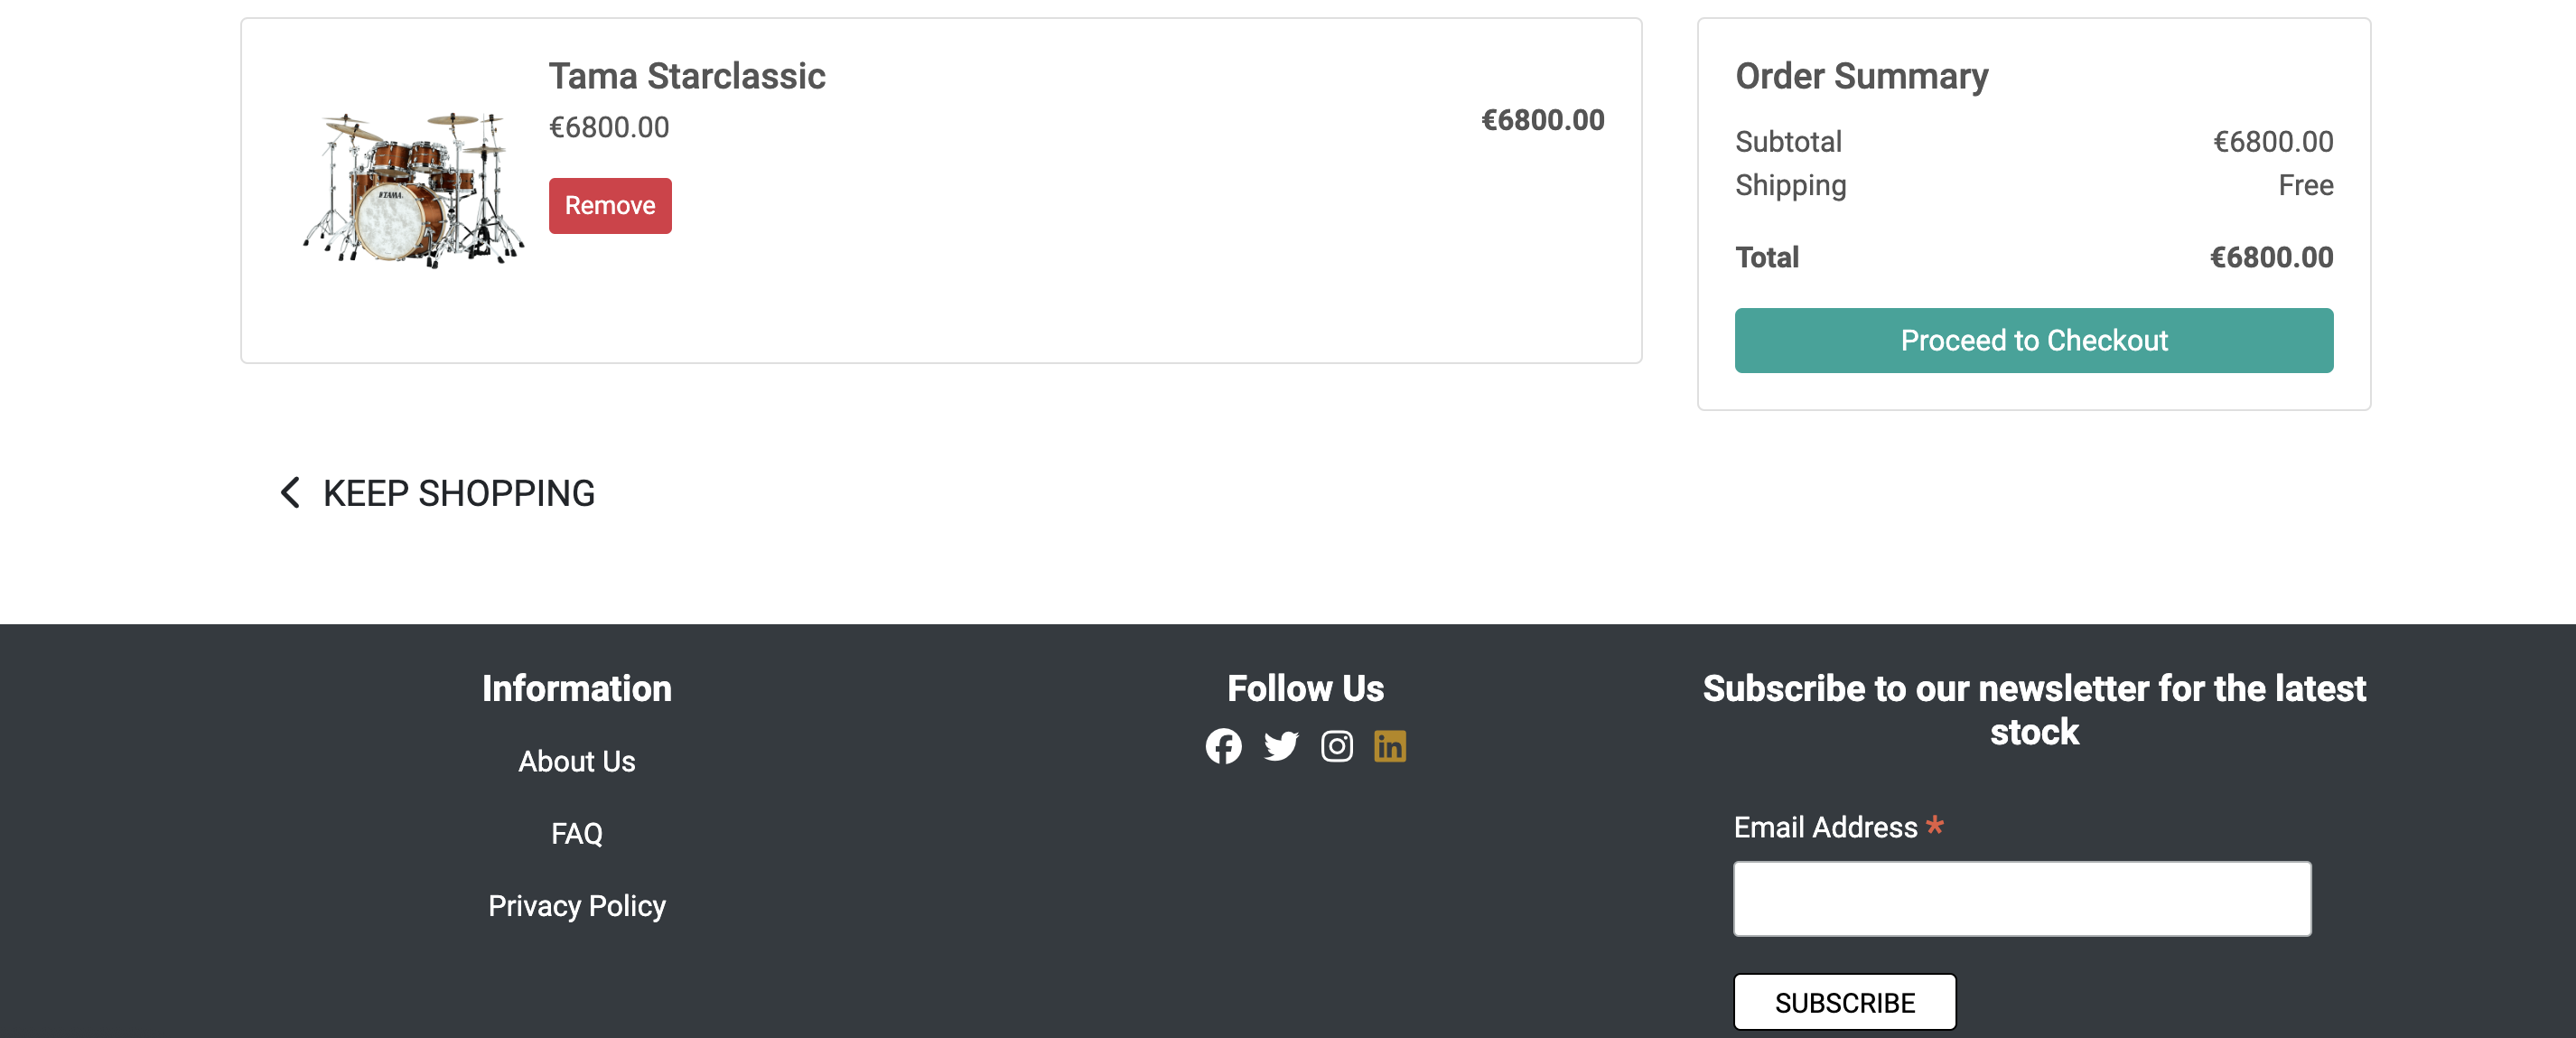 Tama Starclassic
€6800.00
€6800.00
Remove
TAMA
Order Summary
Subtotal €6800.00
Shipping Free
Total €6800.00
Proceed to Checkout
KEEP SHOPPING
Information
About Us
FAQ
Privacy Policy
Follow Us
Subscribe to our newsletter for the latest
stock
Email Address *
SUBSCRIBE